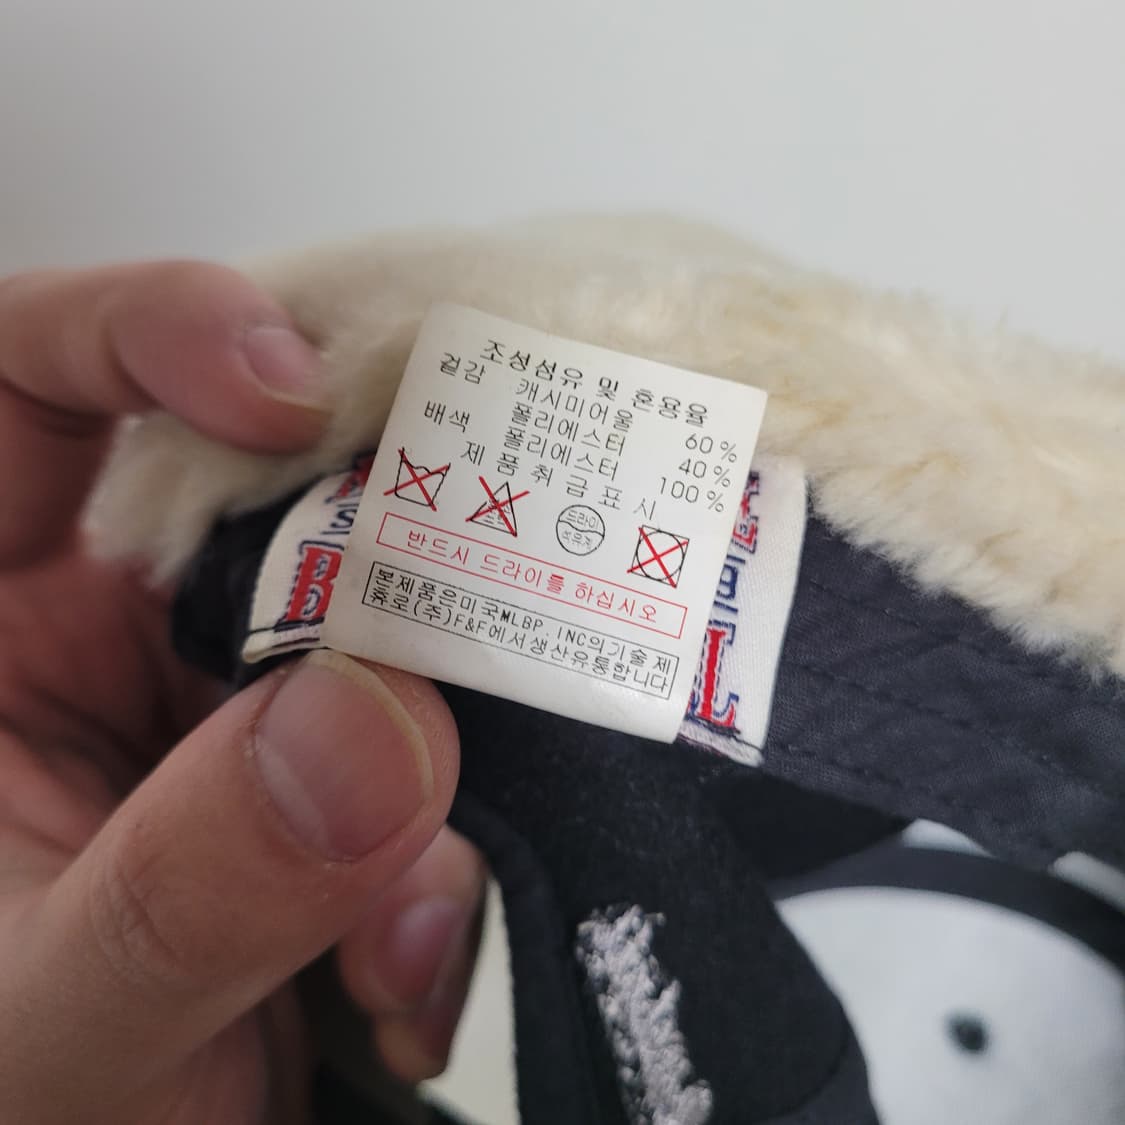 조성섬유 및 혼용율
겉감 캐시미어울 60%
폴리에스터 40%
배색 폴리에스터 100%
제품취급표시
드라이
석유계
반드시 드라이를 하십시오
본제품은미국MLBP.INC의기술제
휴로(주)F&F에서생산유통합니다
B
L